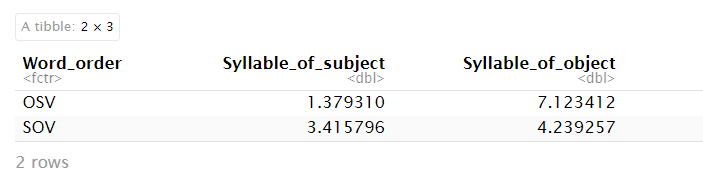 A tibble: 2 × 3
Word_order Syllable_of_subject Syllable_of_object
<fctr> <dbl> <dbl>
OSV 1.379310 7.123412
SOV 3.415796 4.239257
2 rows